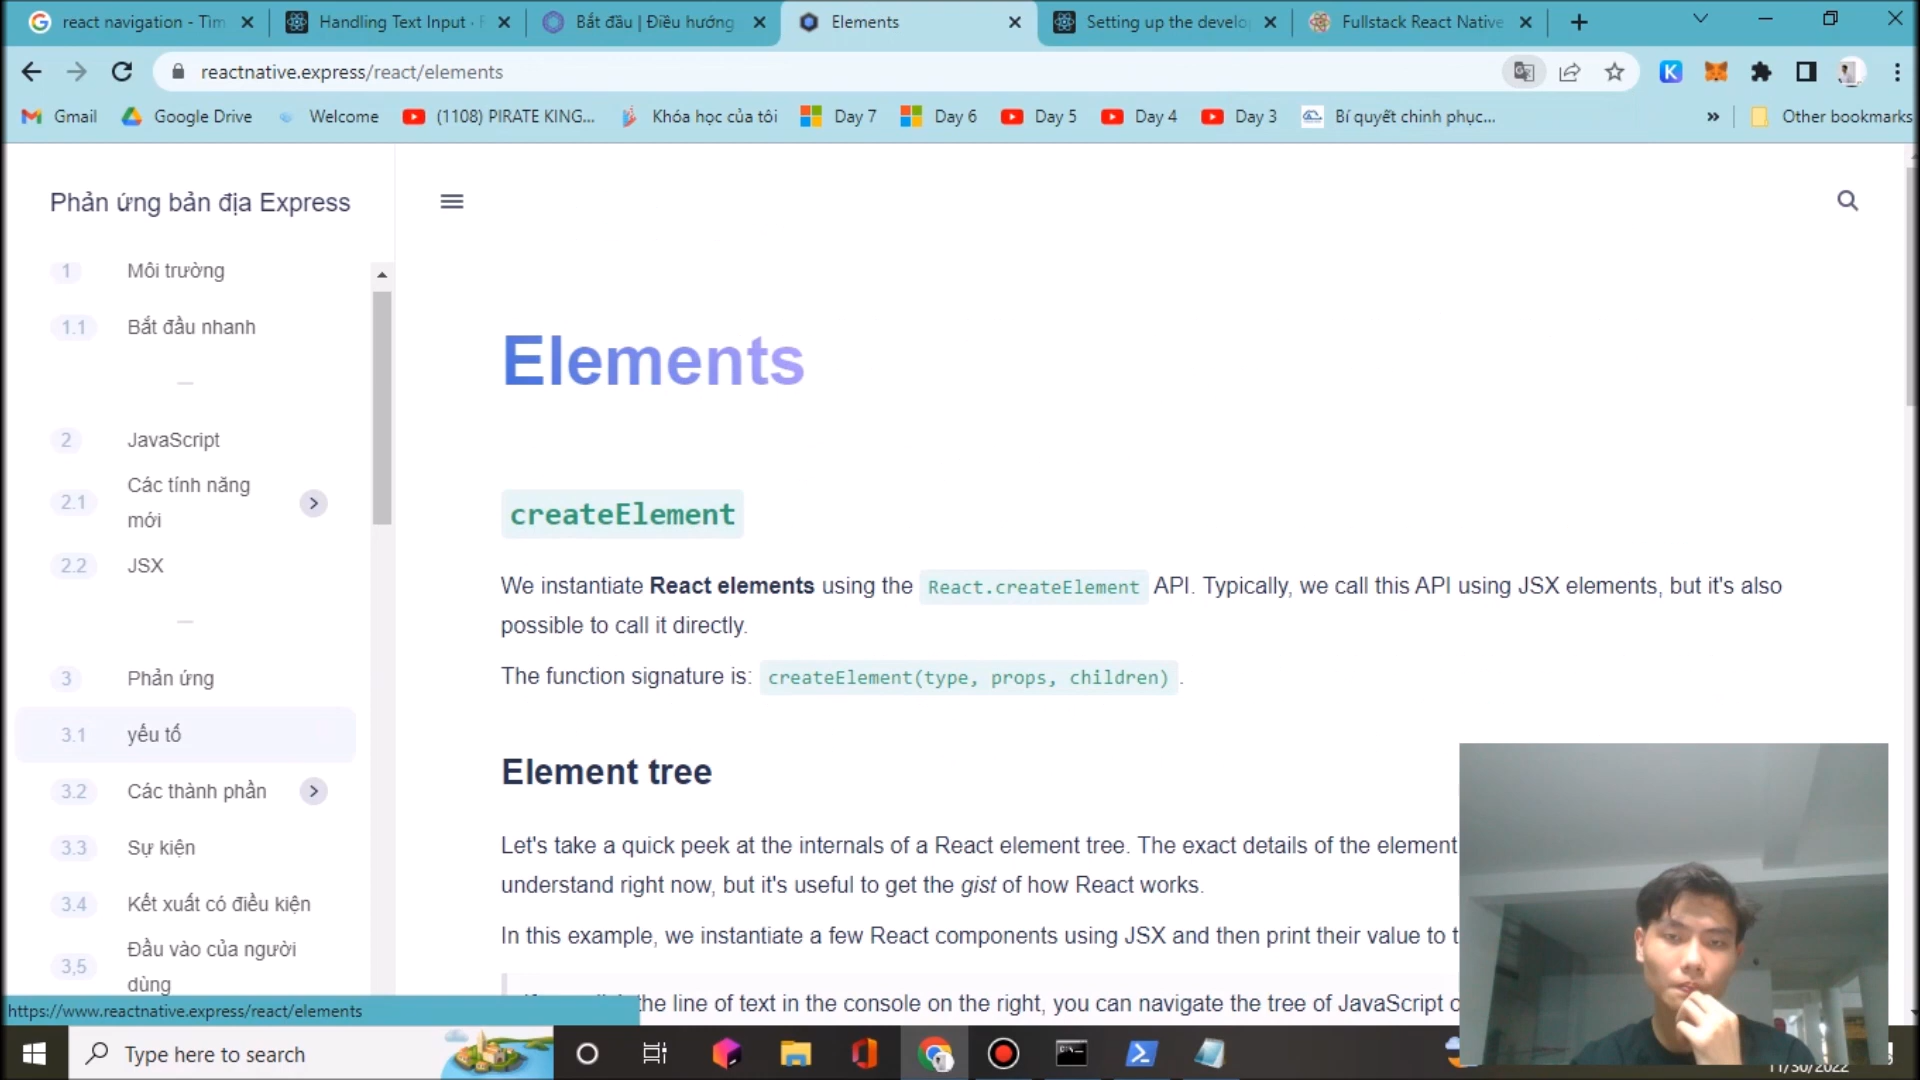 react navigation - Tìm
Handling Text Input ·
Bắt đầu | Điều hướng
Elements
Setting up the develo
Fullstack React Native
reactnative.express/react/elements
Gmail
Google Drive
Welcome
(1108) PIRATE KING...
Khóa học của tôi
Day 7
Day 6
Day 5
Day 4
Day 3
Bí quyết chinh phục...
»
Other bookmarks
Phản ứng bản địa Express
1 Môi trường
1.1 Bắt đầu nhanh
2 JavaScript
2.1 Các tính năng
mới
2.2 JSX
3 Phản ứng
3.1 yếu tố
3.2 Các thành phần
3.3 Sự kiện
3.4 Kết xuất có điều kiện
3,5 Đầu vào của người
dùng
Elements
createElement
We instantiate React elements using the React.createElement API. Typically, we call this API using JSX elements, but it's also
possible to call it directly.
The function signature is: createElement(type, props, children).
Element tree
Let's take a quick peek at the internals of a React element tree. The exact details of the element
understand right now, but it's useful to get the gist of how React works.
In this example, we instantiate a few React components using JSX and then print their value to t
the line of text in the console on the right, you can navigate the tree of JavaScript
https://www.reactnative.express/react/elements
Type here to search
11/30/2022